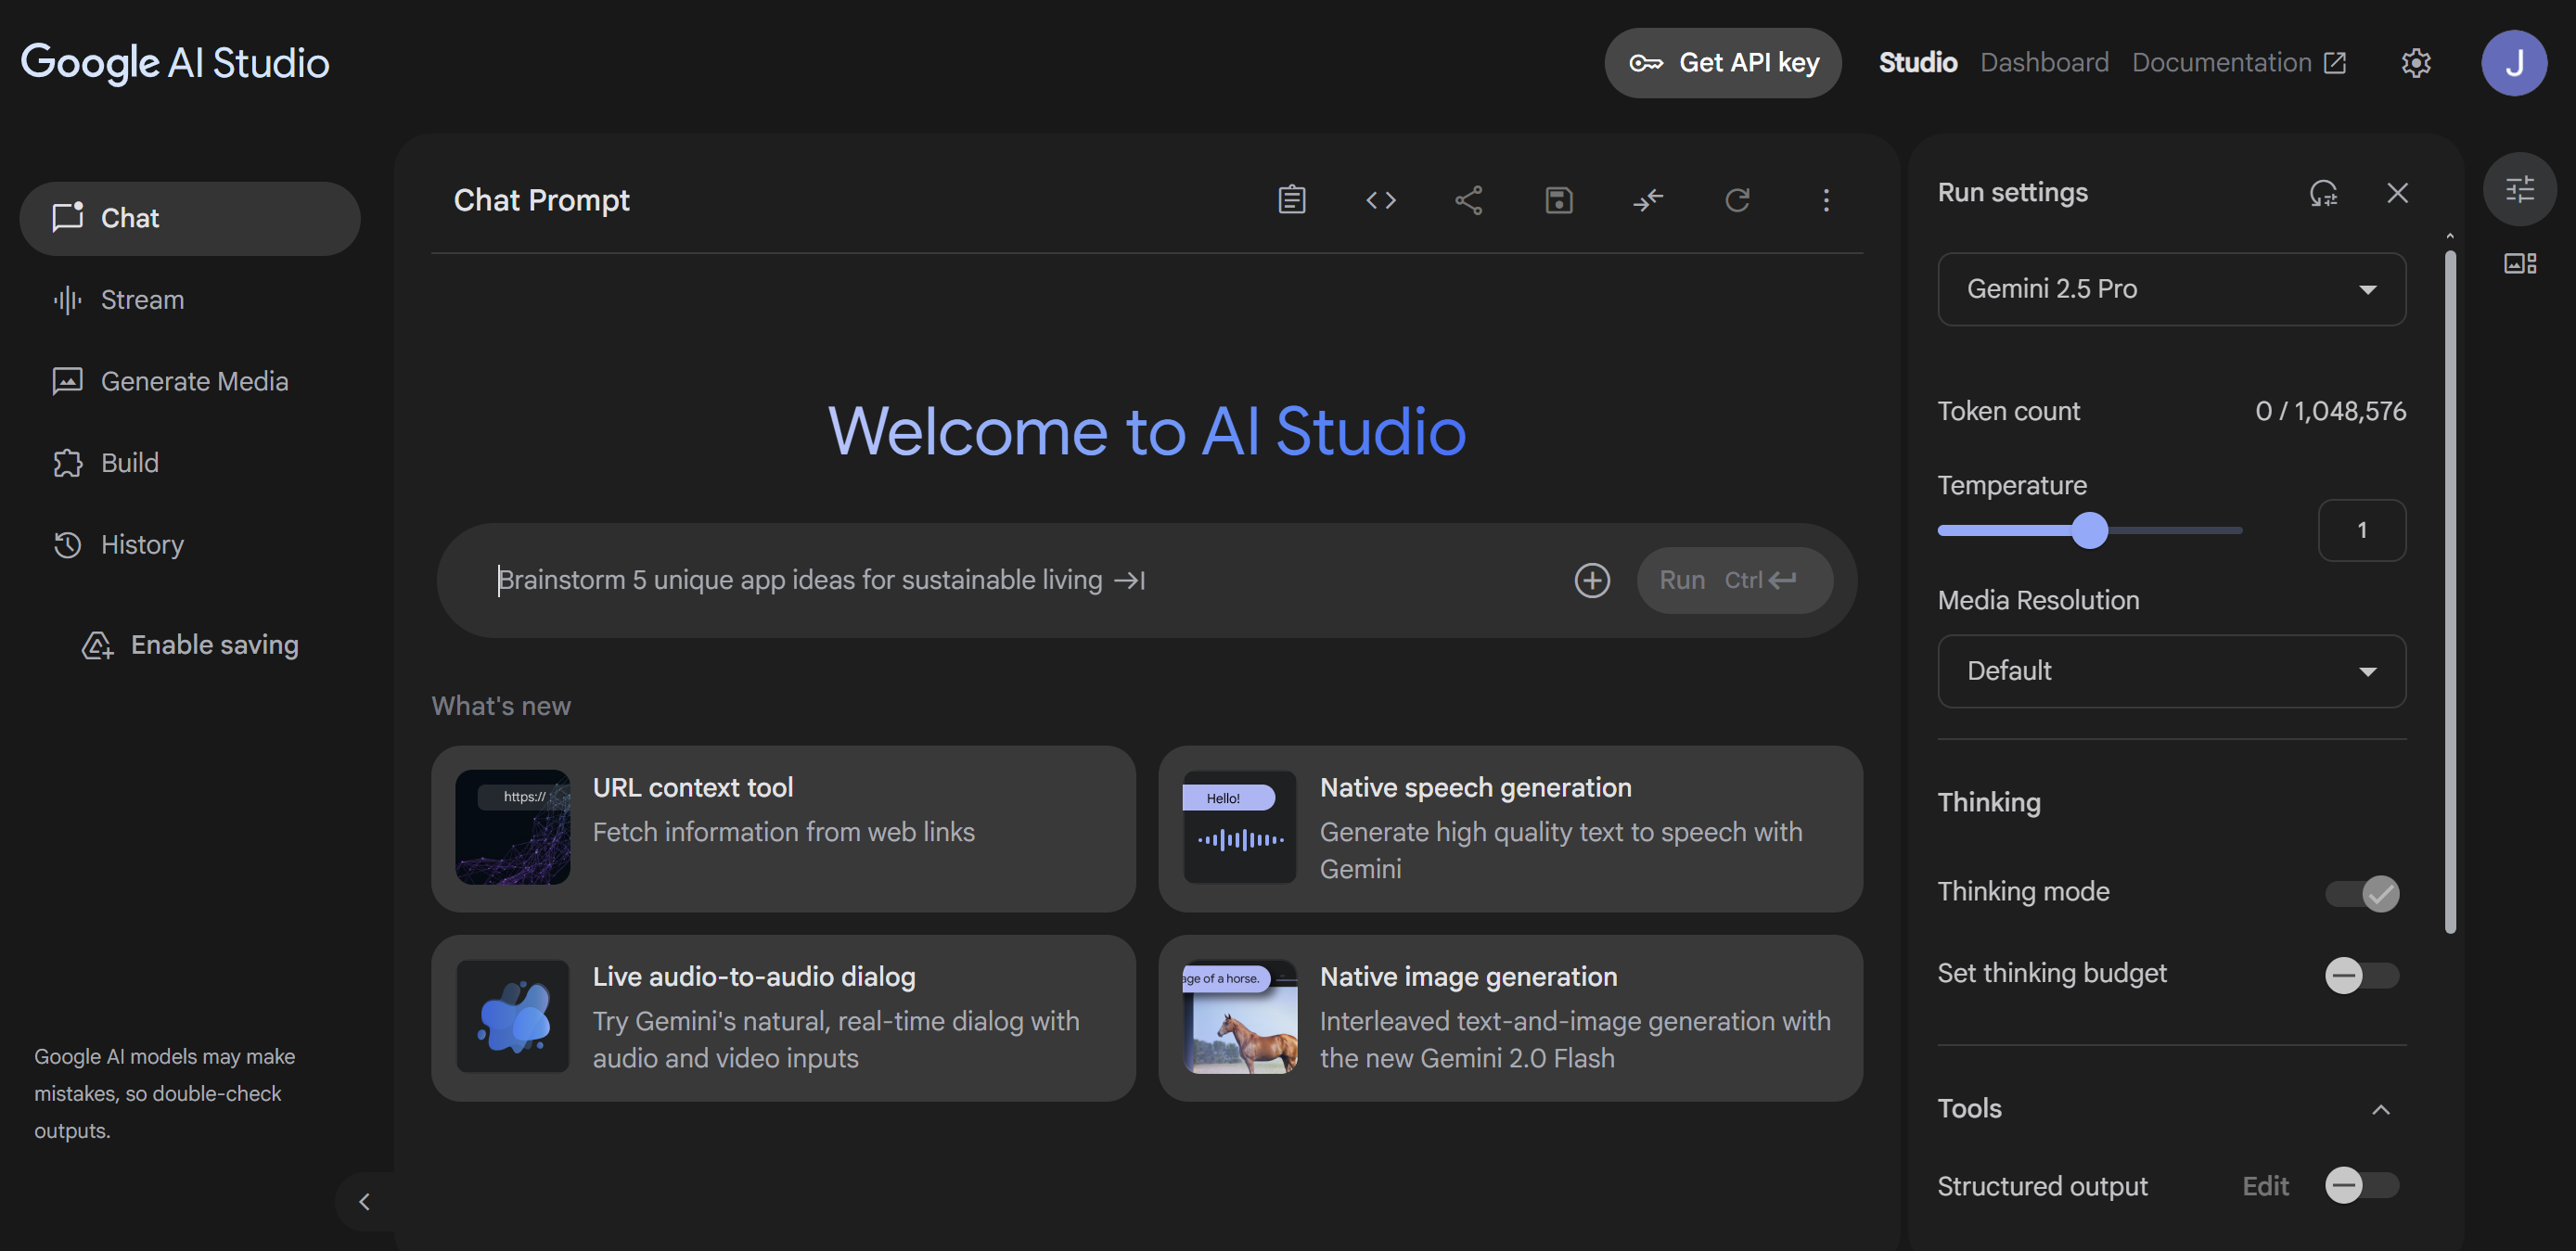 Google AI Studio
Get API key
Studio
Dashboard
Documentation
J
Chat
Stream
Generate Media
Build
History
Enable saving
Google AI models may make
mistakes, so double-check
outputs.
Chat Prompt
Welcome to AI Studio
Brainstorm 5 unique app ideas for sustainable living
Run Ctrl
What's new
https://
URL context tool
Fetch information from web links
Hello!
Native speech generation
Generate high quality text to speech with
Gemini
Live audio-to-audio dialog
Try Gemini's natural, real-time dialog with
audio and video inputs
age of a horse.
Native image generation
Interleaved text-and-image generation with
the new Gemini 2.0 Flash
Run settings
Gemini 2.5 Pro
Token count 0 / 1,048,576
Temperature
1
Media Resolution
Default
Thinking
Thinking mode
Set thinking budget
Tools
Structured output Edit